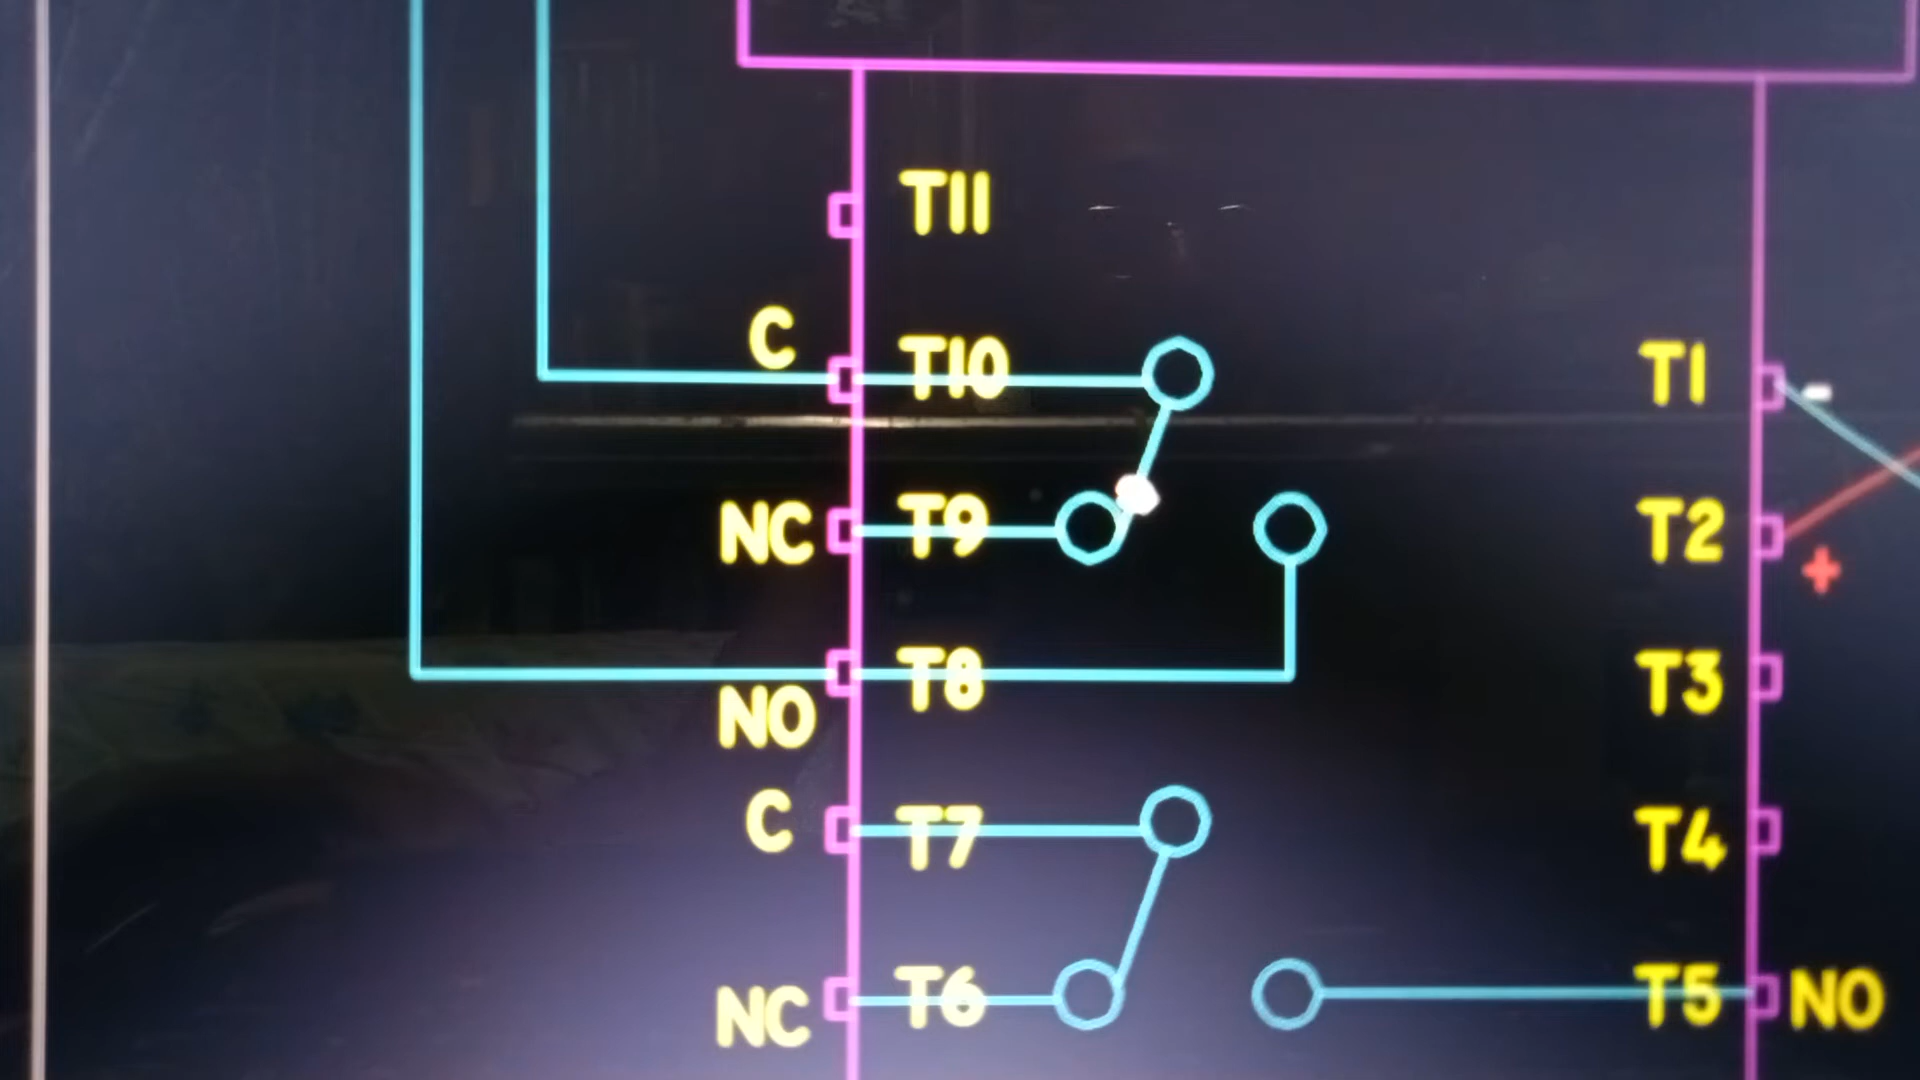 T11
C T10
T1 -
NC T9
T2 +
T8
NO
T3
C T7
T4
NC T6
T5 NO